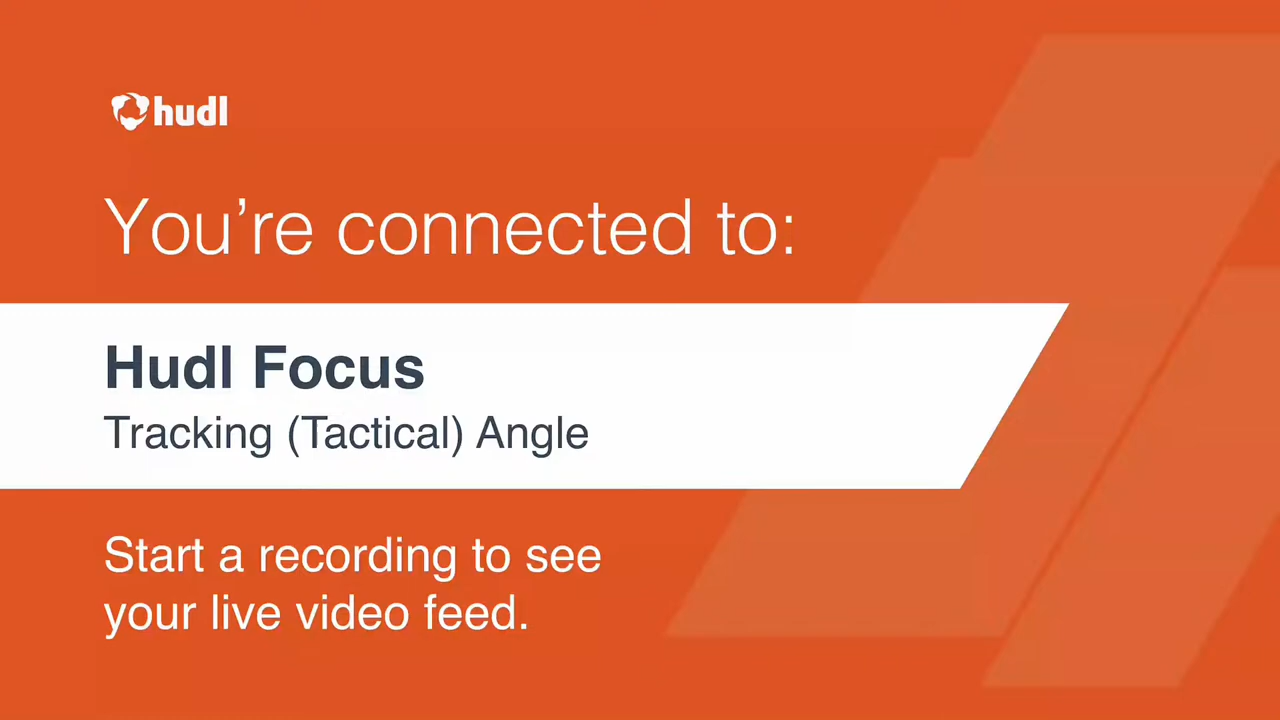 hudl
You’re connected to:
Hudl Focus
Tracking (Tactical) Angle
Start a recording to see
your live video feed.